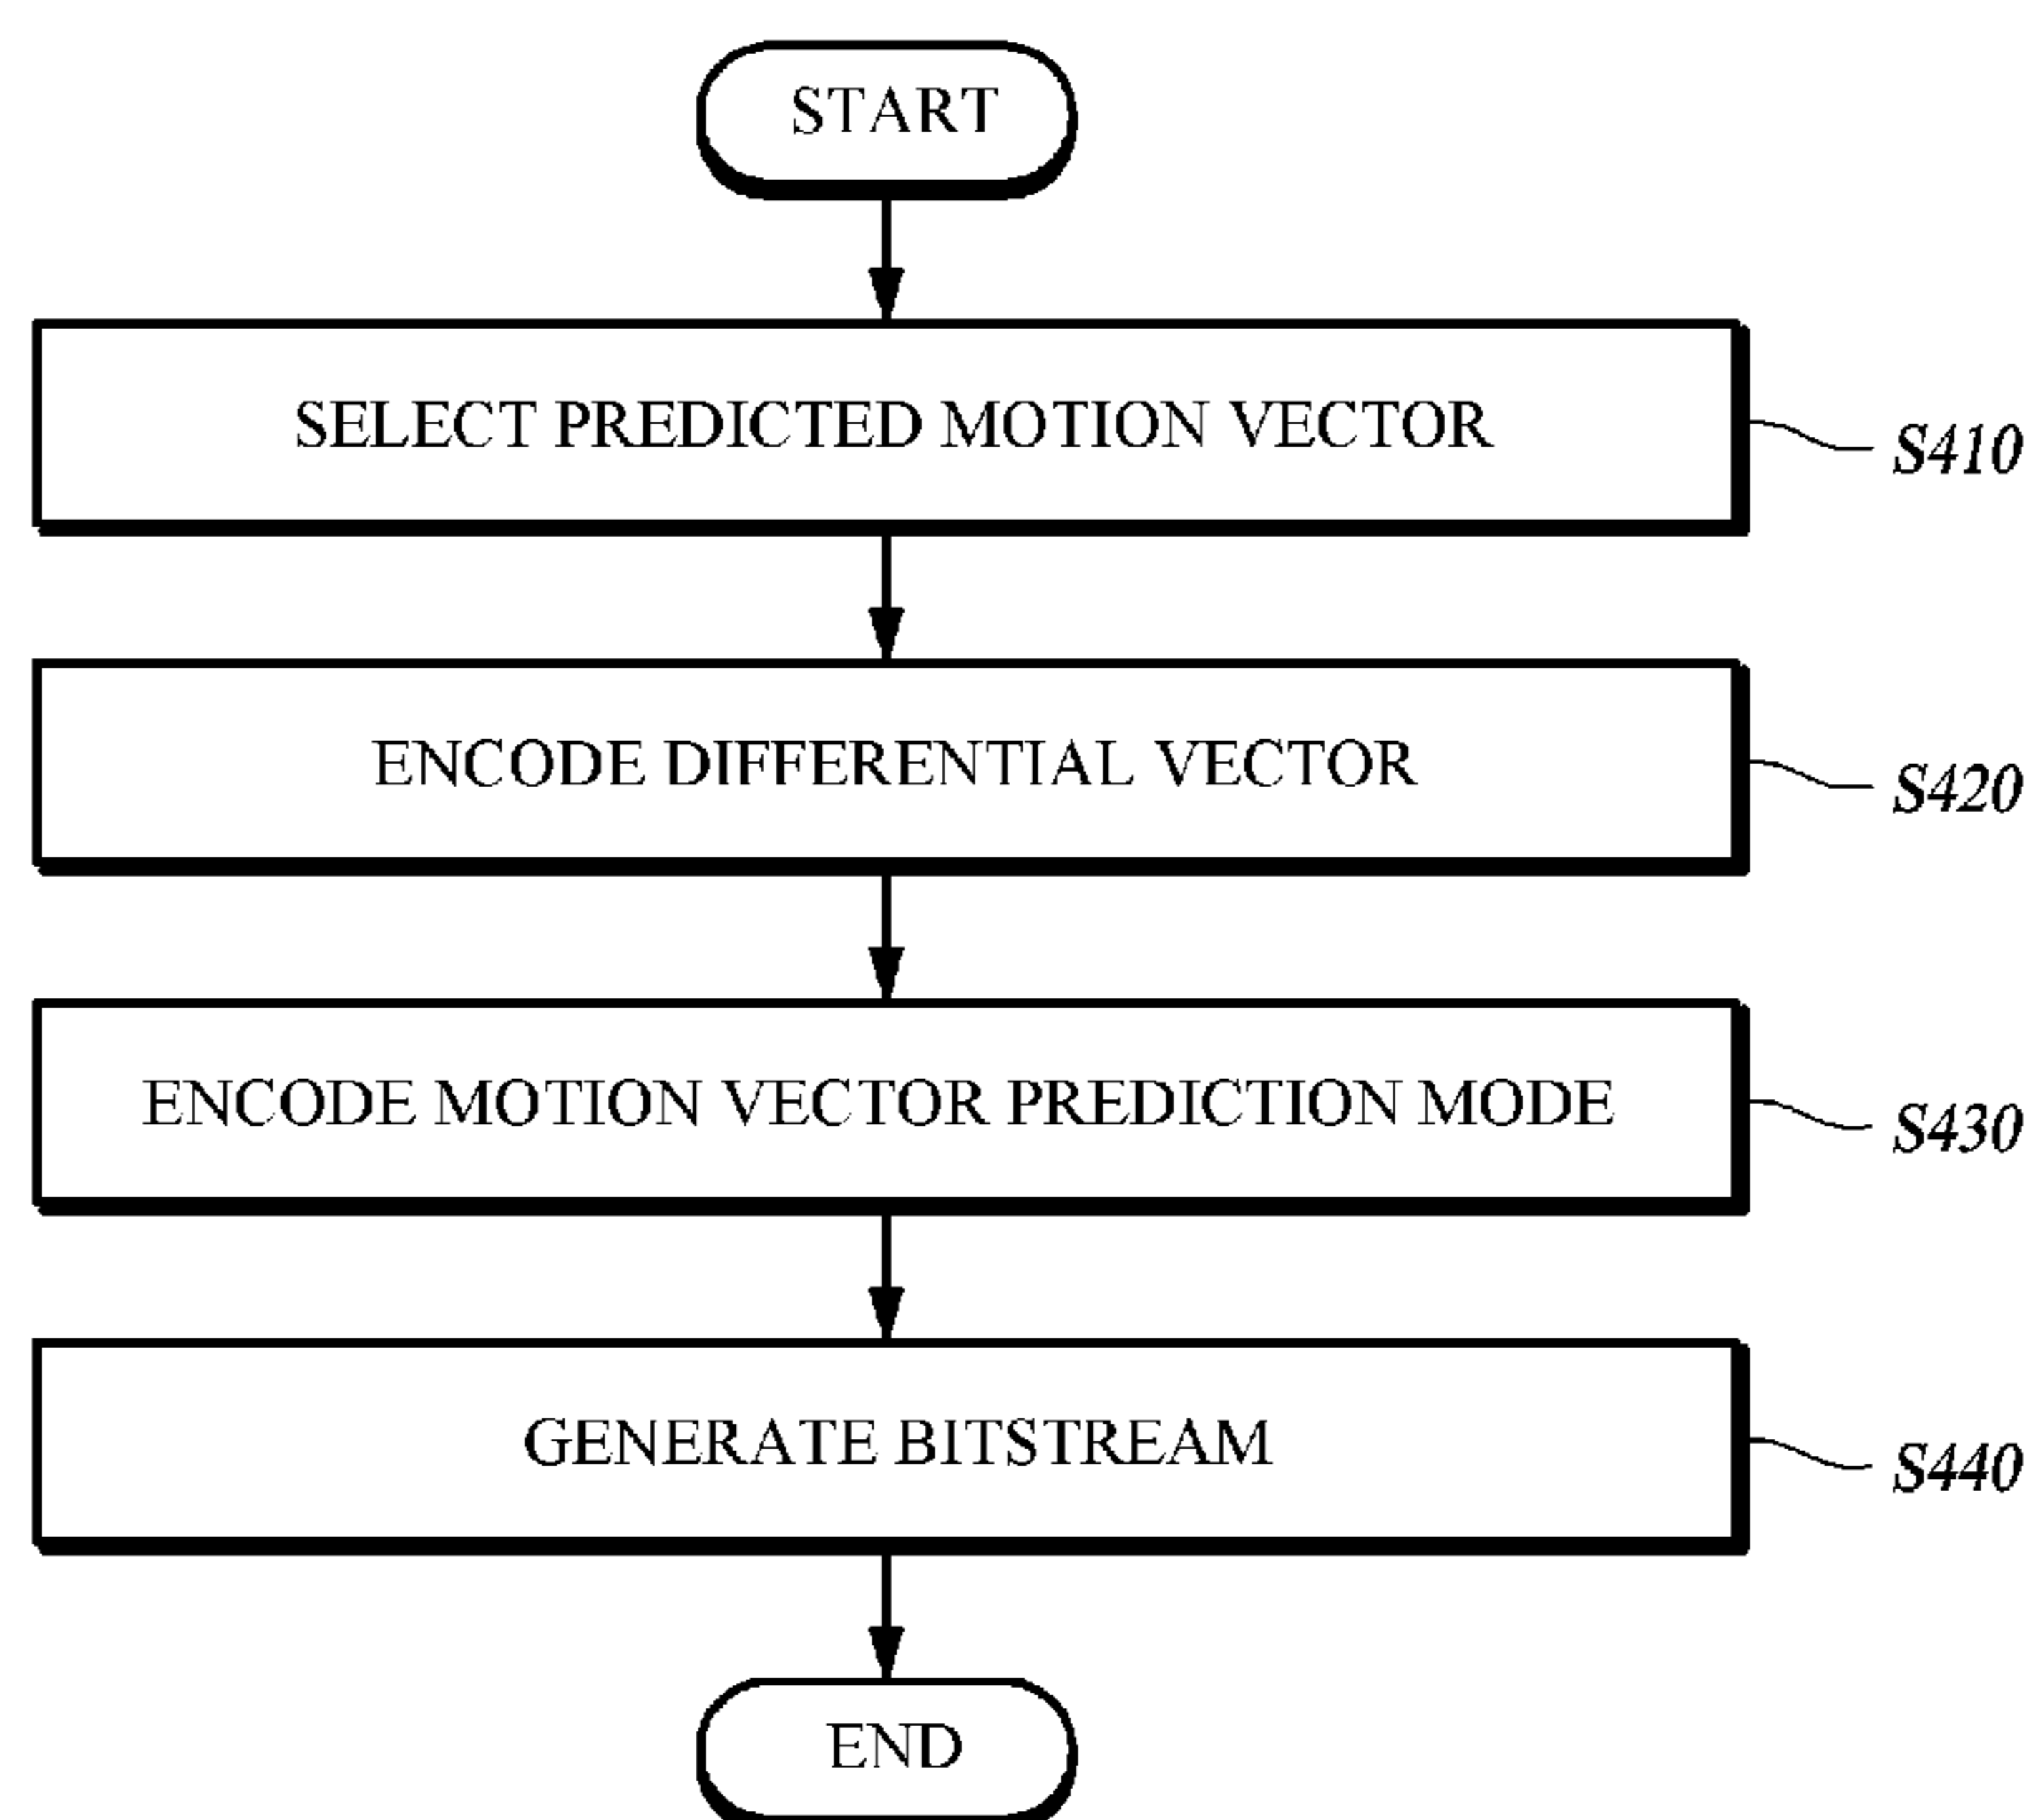 START
SELECT PREDICTED MOTION VECTOR
S410
ENCODE DIFFERENTIAL VECTOR
S420
ENCODE MOTION VECTOR PREDICTION MODE
S430
GENERATE BITSTREAM
S440
END